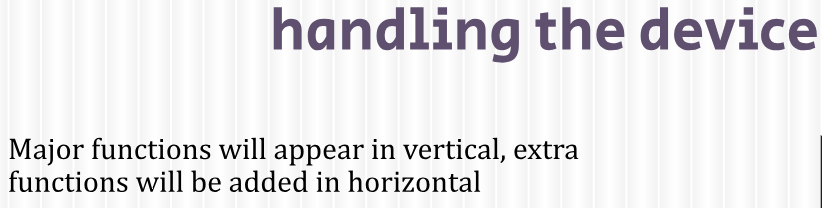 handling the device
Major functions will appear in vertical, extra
functions will be added in horizontal